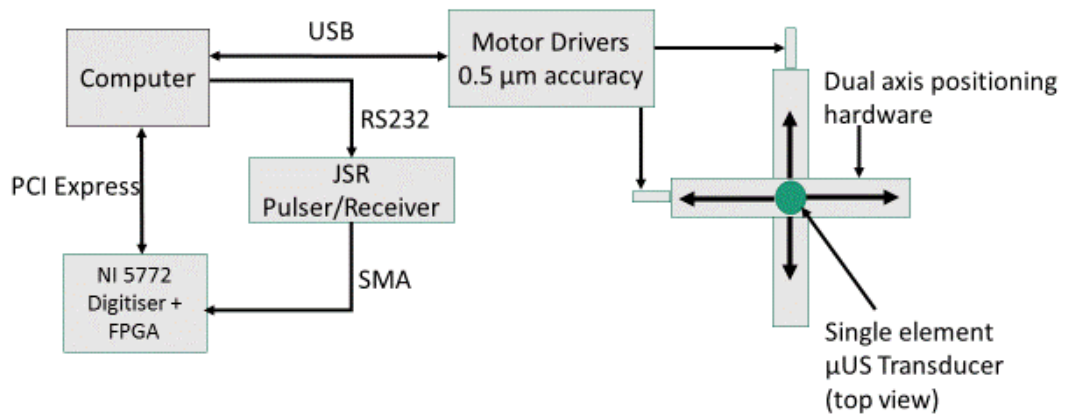 USB
Computer
Motor Drivers
0.5 µm accuracy
Dual axis positioning
hardware
RS232
PCI Express
JSR
Pulser/Receiver
NI 5772
Digitiser +
FPGA
SMA
Single element
µUS Transducer
(top view)